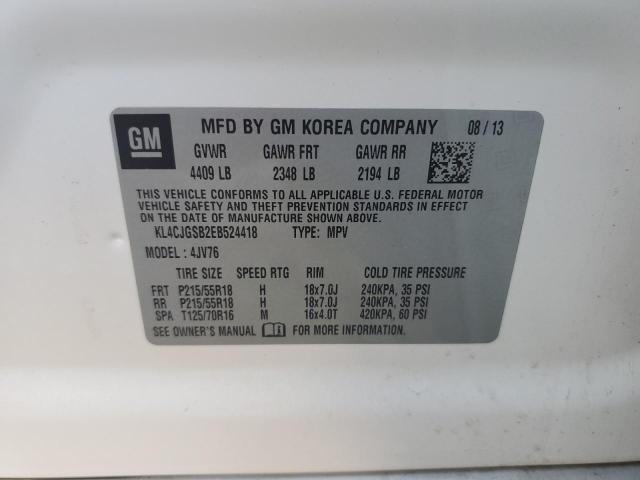 GM
MFD BY GM KOREA COMPANY 08 / 13
GVWR GAWR FRT GAWR RR
4409 LB 2348 LB 2194 LB
THIS VEHICLE CONFORMS TO ALL APPLICABLE U.S. FEDERAL MOTOR
VEHICLE SAFETY AND THEFT PREVENTION STANDARDS IN EFFECT
ON THE DATE OF MANUFACTURE SHOWN ABOVE.
KL4CJGSB2EB524418 TYPE: MPV
MODEL : 4JV76
TIRE SIZE SPEED RTG RIM COLD TIRE PRESSURE
FRT P215/55R18 H 18x7.0J 240KPA, 35 PSI
RR P215/55R18 H 18x7.0J 240KPA, 35 PSI
SPA T125/70R16 M 16x4.0T 420KPA, 60 PSI
SEE OWNER'S MANUAL FOR MORE INFORMATION.